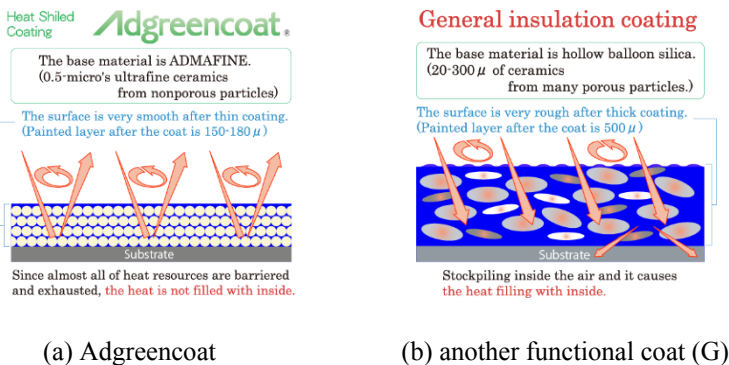 Heat Shiled
Coating
Adgreencoat®
The base material is ADMAFINE.
(0.5-micro's ultrafine ceramics
from nonporous particles)
The surface is very smooth after thin coating.
(Painted layer after the coat is 150-180μ)
Substrate
Since almost all of heat resources are barriered
and exhausted, the heat is not filled with inside.
(a) Adgreencoat
General insulation coating
The base material is hollow balloon silica.
(20-300μ of ceramics
from many porous particles.)
The surface is very rough after thick coating.
(Painted layer after the coat is 500μ)
Substrate
Stockpiling inside the air and it causes
the heat filling with inside.
(b) another functional coat (G)